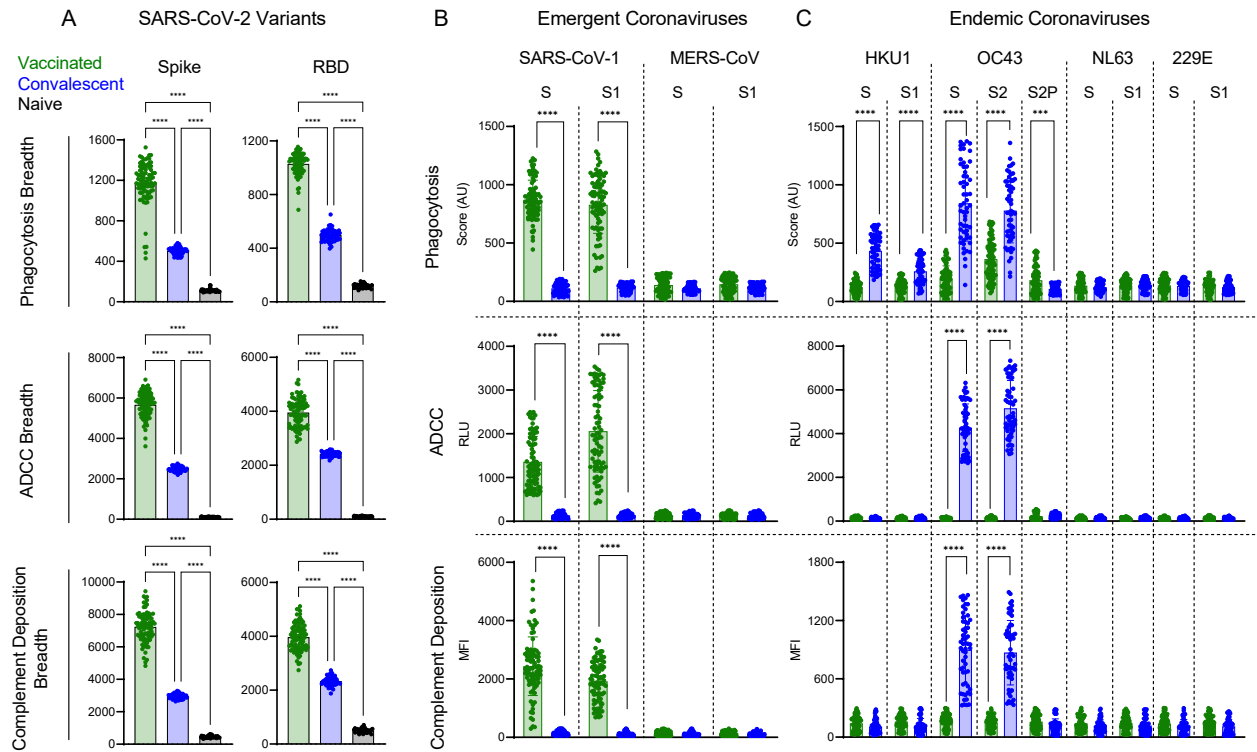 A SARS-CoV-2 Variants
Vaccinated
Convalescent
Naive
Spike RBD
Phagocytosis Breadth
**** ****
**** **** **** ****
1600 1200
1200 800
800 400
400 0
0
ADCC Breadth
**** ****
**** **** **** ****
8000 6000
6000 4000
4000 2000
2000 0
0
Complement Deposition
Breadth
**** ****
**** **** **** ****
10000 6000
8000 4000
6000 2000
4000 0
2000
0
B Emergent Coronaviruses
SARS-CoV-1 MERS-CoV
S S1 S S1
**** ****
Phagocytosis
Score (AU)
1500
1000
500
0
**** ****
ADCC
RLU
4000
3000
2000
1000
0
**** ****
Complement Deposition
MFI
6000
4000
2000
0
C Endemic Coronaviruses
HKU1 OC43 NL63 229E
S S1 S S2 S2P S S1 S S1
**** **** **** **** ***
Score (AU)
1500
1000
500
0
**** ****
RLU
8000
6000
4000
2000
0
**** ****
MFI
1800
1200
600
0